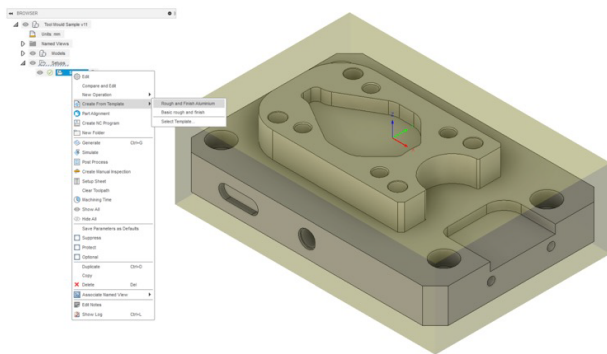 BROWSER
Tool Mould Sample v11
Units: mm
Named Views
Models
Setups
Edit
Compare and Edit
New Operation
Create From Template
Rough and Finish Aluminum
Part Alignment
Basic rough and finish
Create NC Program
Select Template...
New Folder
Generate Ctrl+G
Simulate
Post Process
Create Manual Inspection
Setup Sheet
Clear Toolpath
Machining Time
Show All
Hide All
Save Parameters as Defaults
Suppress
Protect
Optional
Duplicate Ctrl+D
Copy
Delete Del
Associate Named View
Edit Notes
Show Log Ctrl+L